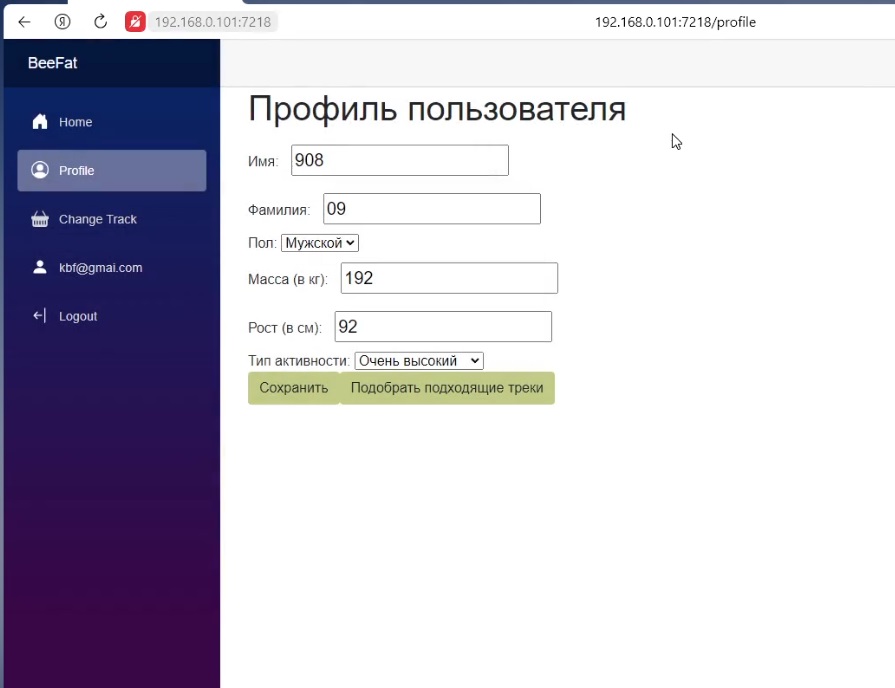 192.168.0.101:7218
192.168.0.101:7218/profile
BeeFat
Home
Profile
Change Track
kbf@gmai.com
Logout
Профиль пользователя
Имя: 908
Фамилия: 09
Пол: Мужской
Масса (в кг): 192
Рост (в см): 92
Тип активности: Очень высокий
Сохранить Подобрать подходящие треки